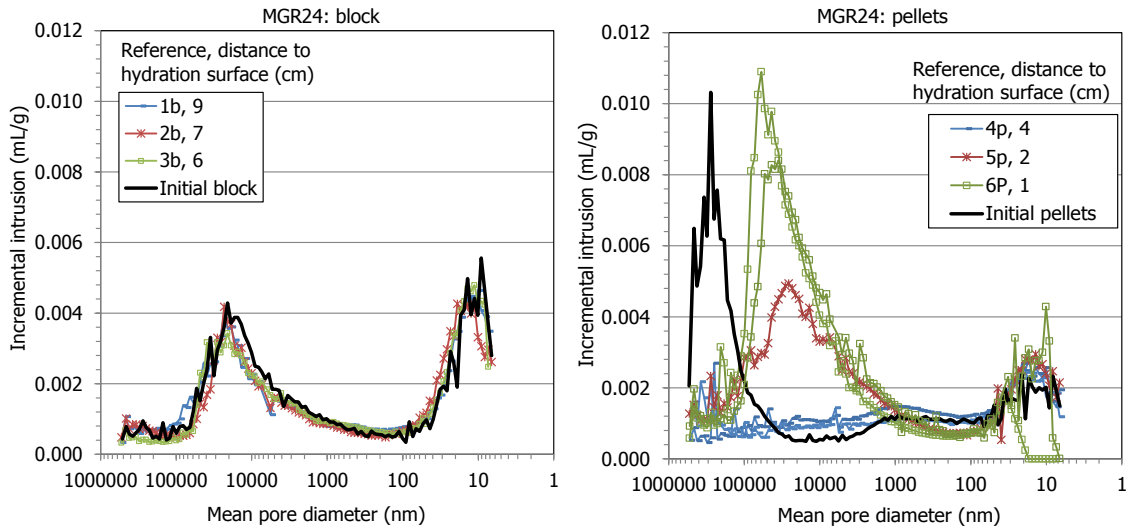 MGR24: block
0.012
0.010
0.008
0.006
0.004
0.002
0.000
Incremental intrusion (mL/g)
Reference, distance to
hydration surface (cm)
1b, 9
2b, 7
3b, 6
Initial block
1000000 100000 10000 1000 100 10 1
Mean pore diameter (nm)
MGR24: pellets
0.012
0.010
0.008
0.006
0.004
0.002
0.000
Incremental intrusion (mL/g)
Reference, distance to
hydration surface (cm)
4p, 4
5p, 2
6P, 1
Initial pellets
1000000 100000 10000 1000 100 10 1
Mean pore diameter (nm)